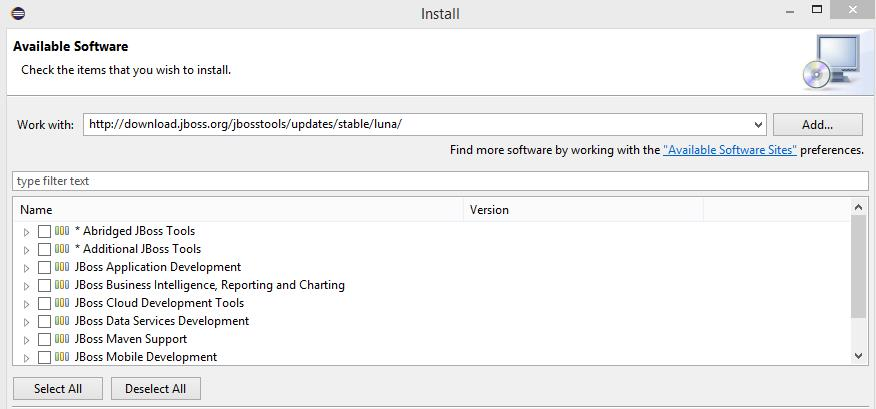 Install
Available Software
Check the items that you wish to install.
Work with: http://download.jboss.org/jbosstools/updates/stable/luna/ Add...
Find more software by working with the "Available Software Sites" preferences.
type filter text
Name Version
* Abridged JBoss Tools
* Additional JBoss Tools
JBoss Application Development
JBoss Business Intelligence, Reporting and Charting
JBoss Cloud Development Tools
JBoss Data Services Development
JBoss Maven Support
JBoss Mobile Development
Select All Deselect All